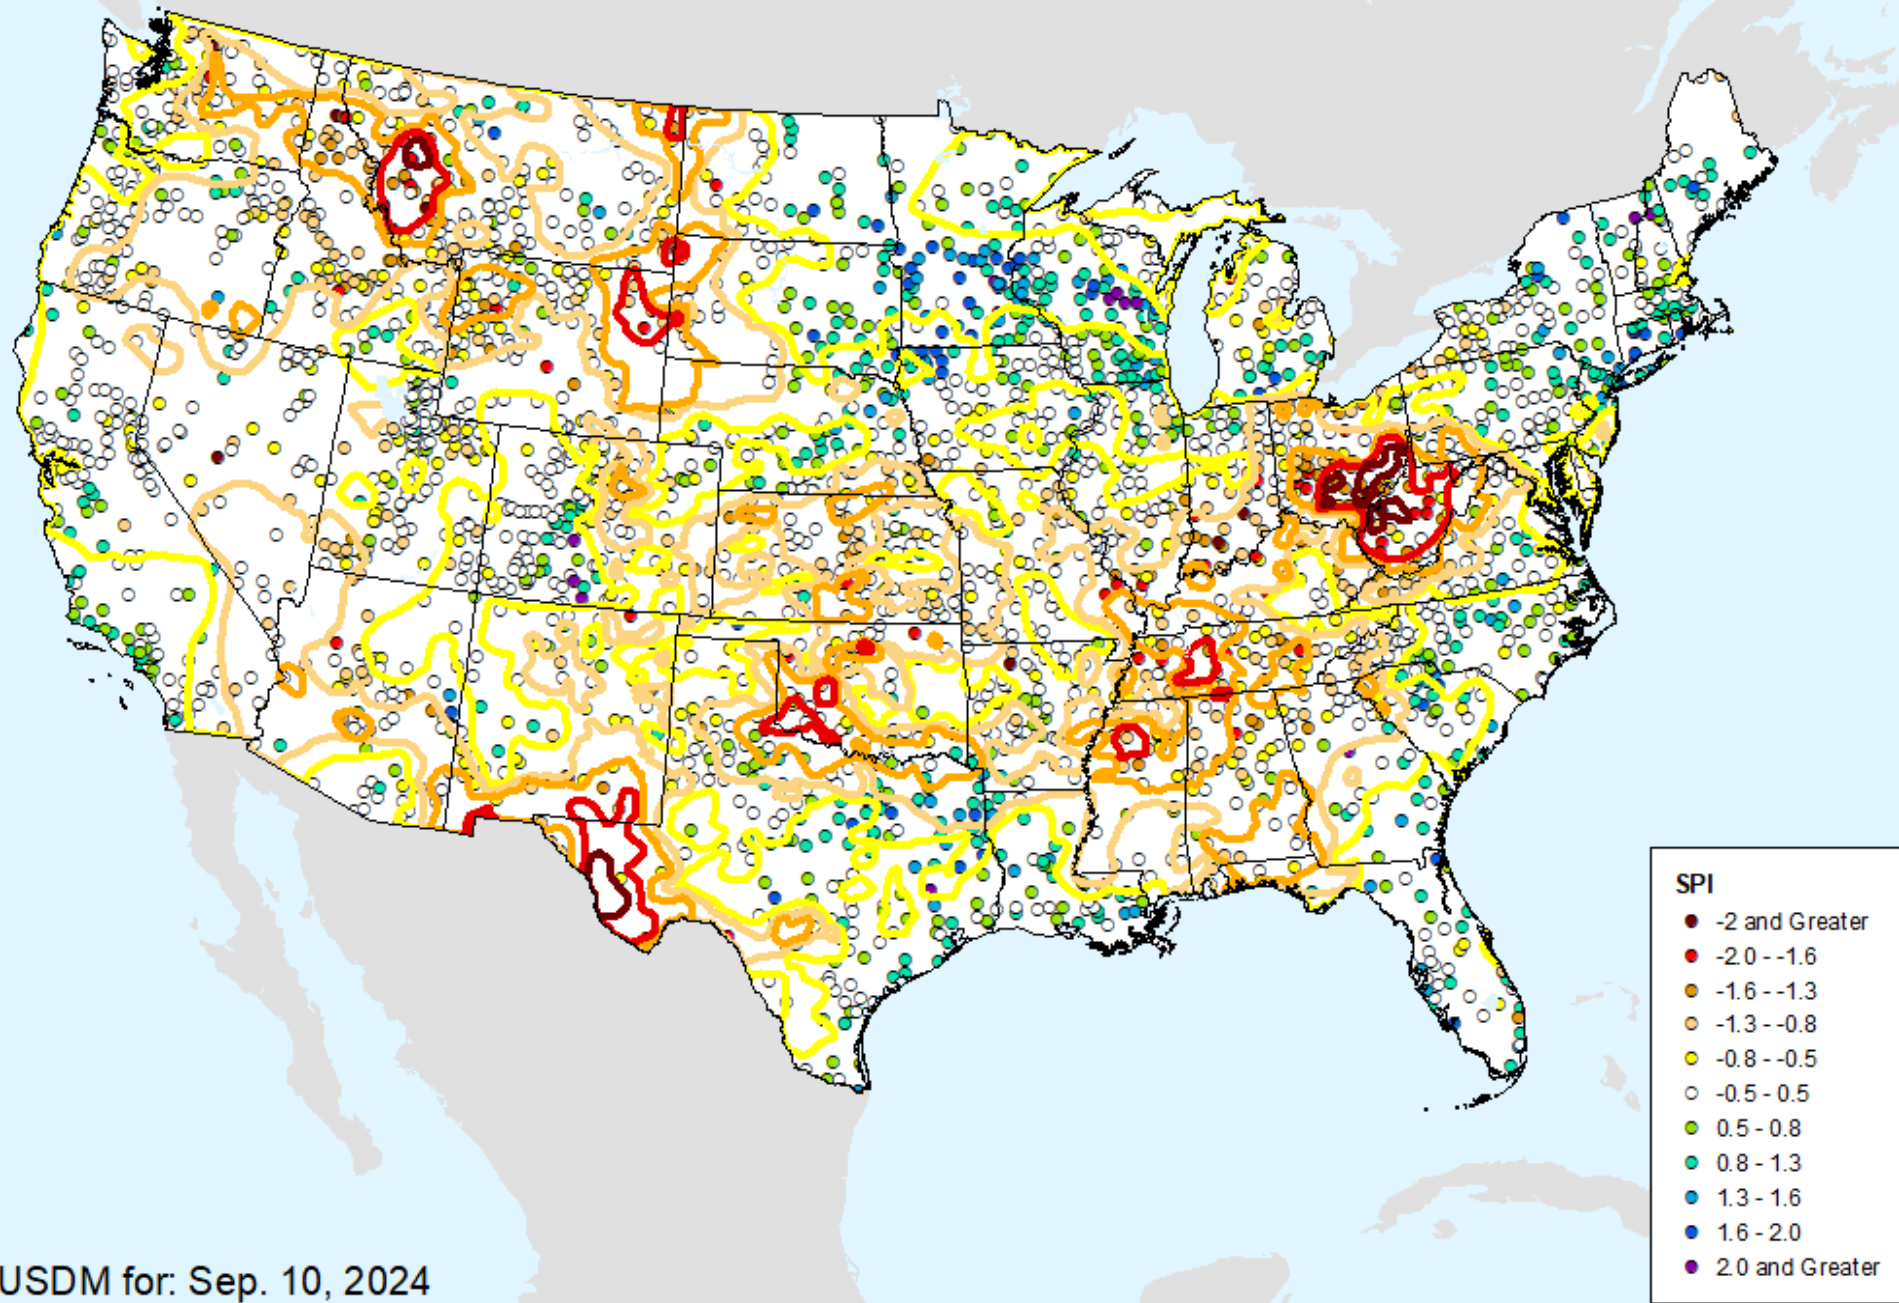 SPI
-2 and Greater
-2.0 - -1.6
-1.6 - -1.3
-1.3 - -0.8
-0.8 - -0.5
-0.5 - 0.5
0.5 - 0.8
0.8 - 1.3
1.3 - 1.6
1.6 - 2.0
2.0 and Greater
USDM for: Sep. 10, 2024